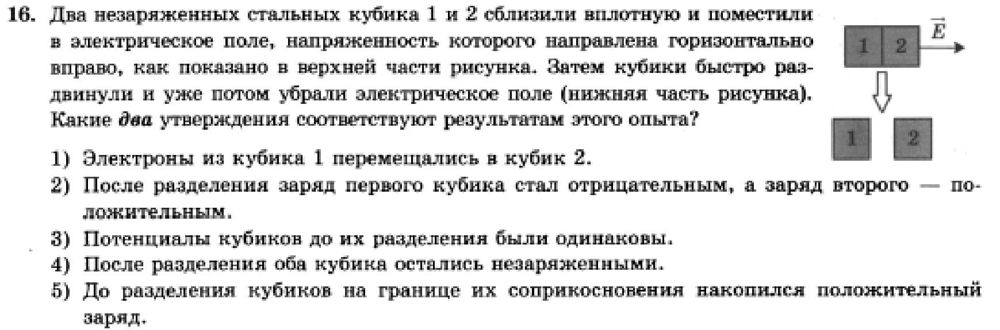 16. Два незаряженных стальных кубика 1 и 2 сблизили вплотную и поместили
в электрическое поле, напряженность которого направлена горизонтально
вправо, как показано в верхней части рисунка. Затем кубики быстро раз-
двинули и уже потом убрали электрическое поле (нижняя часть рисунка).
Какие два утверждения соответствуют результатам этого опыта?
1 2 E
1 2
1) Электроны из кубика 1 перемещались в кубик 2.
2) После разделения заряд первого кубика стал отрицательным, а заряд второго — по-
ложительным.
3) Потенциалы кубиков до их разделения были одинаковы.
4) После разделения оба кубика остались незаряженными.
5) До разделения кубиков на границе их соприкосновения накопился положительный
заряд.